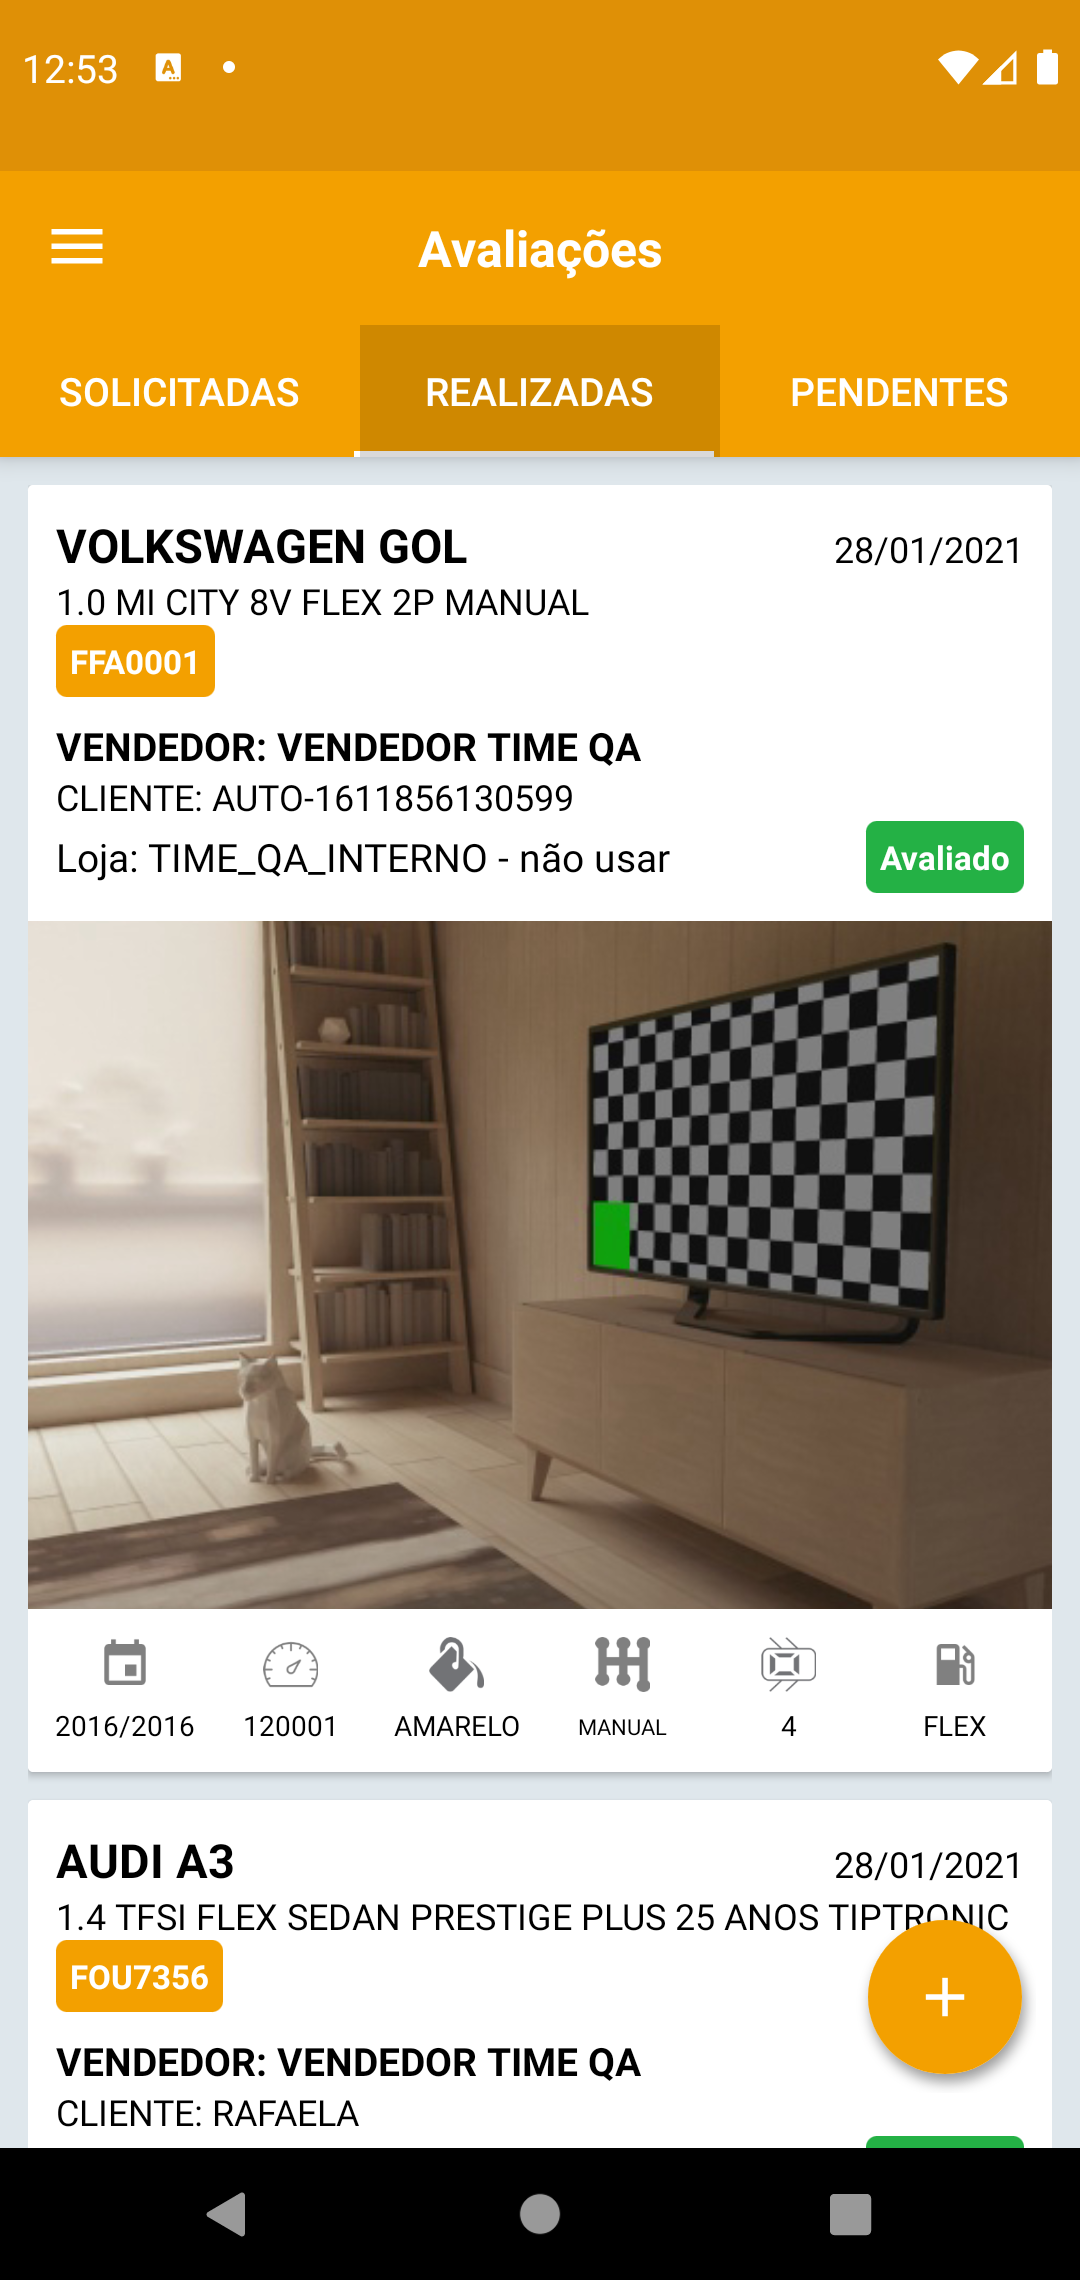 12:53
Avaliações
SOLICITADAS
REALIZADAS
PENDENTES
VOLKSWAGEN GOL
28/01/2021
1.0 MI CITY 8V FLEX 2P MANUAL
FFA0001
VENDEDOR: VENDEDOR TIME QA
CLIENTE: AUTO-1611856130599
Loja: TIME_QA_INTERNO - não usar
Avaliado
2016/2016
120001
AMARELO
MANUAL
4
FLEX
AUDI A3
28/01/2021
1.4 TFSI FLEX SEDAN PRESTIGE PLUS 25 ANOS TIPTRONIC
FOU7356
VENDEDOR: VENDEDOR TIME QA
CLIENTE: RAFAELA